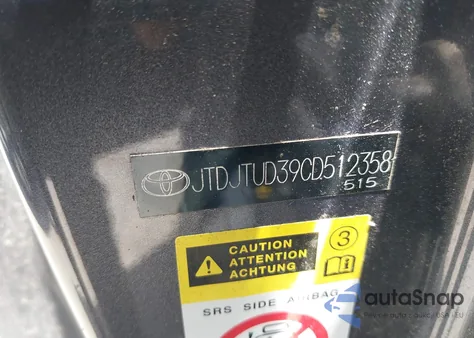 JTDJTUD39CD512358
515
CAUTION
ATTENTION
ACHTUNG
3
SRS SIDE AIRBAG
autoSnap